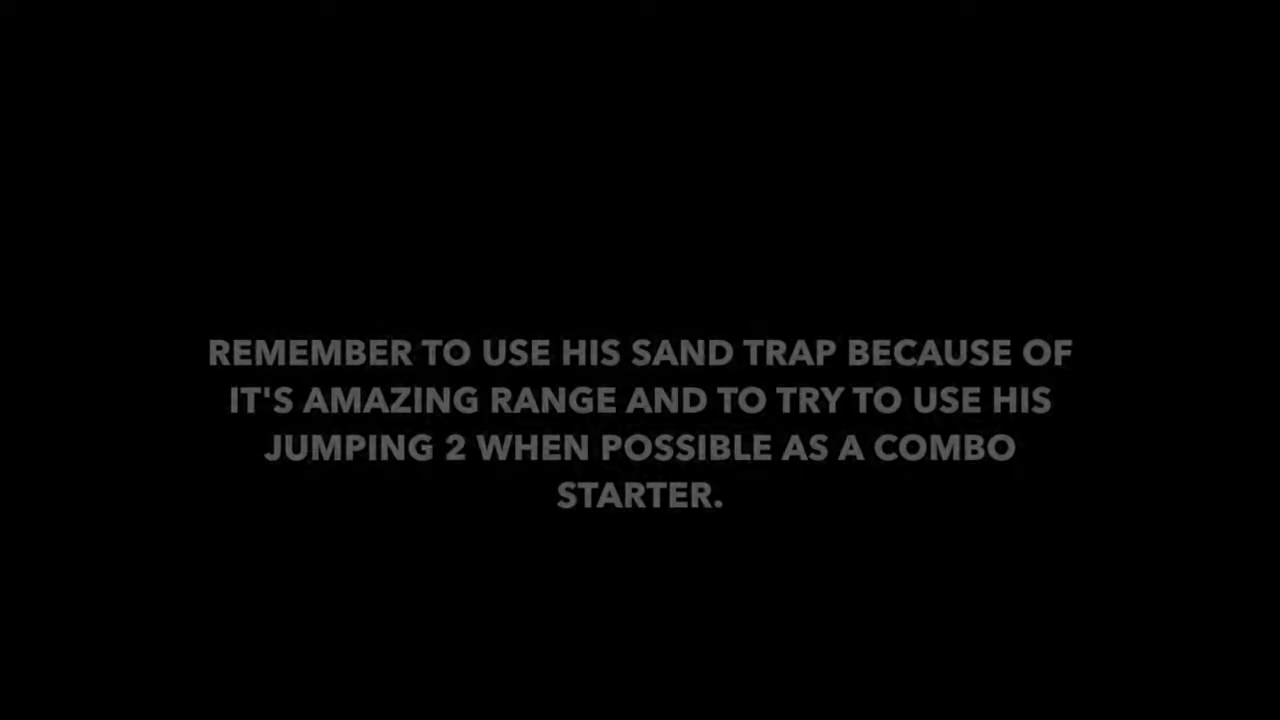 REMEMBER TO USE HIS SAND TRAP BECAUSE OF
IT'S AMAZING RANGE AND TO TRY TO USE HIS
JUMPING 2 WHEN POSSIBLE AS A COMBO
STARTER.